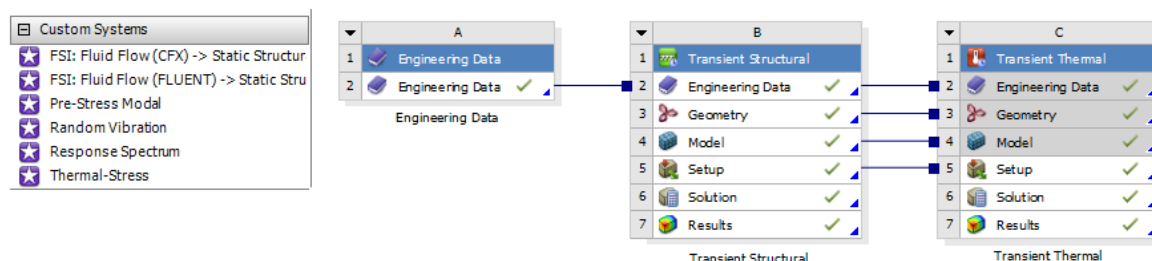 Custom Systems
FSI: Fluid Flow (CFX) -> Static Structur
FSI: Fluid Flow (FLUENT) -> Static Stru
Pre-Stress Modal
Random Vibration
Response Spectrum
Thermal-Stress
A
1 Engineering Data
2 Engineering Data
Engineering Data
B
1 Transient Structural
2 Engineering Data
3 Geometry
4 Model
5 Setup
6 Solution
7 Results
Transient Structural
C
1 Transient Thermal
2 Engineering Data
3 Geometry
4 Model
5 Setup
6 Solution
7 Results
Transient Thermal